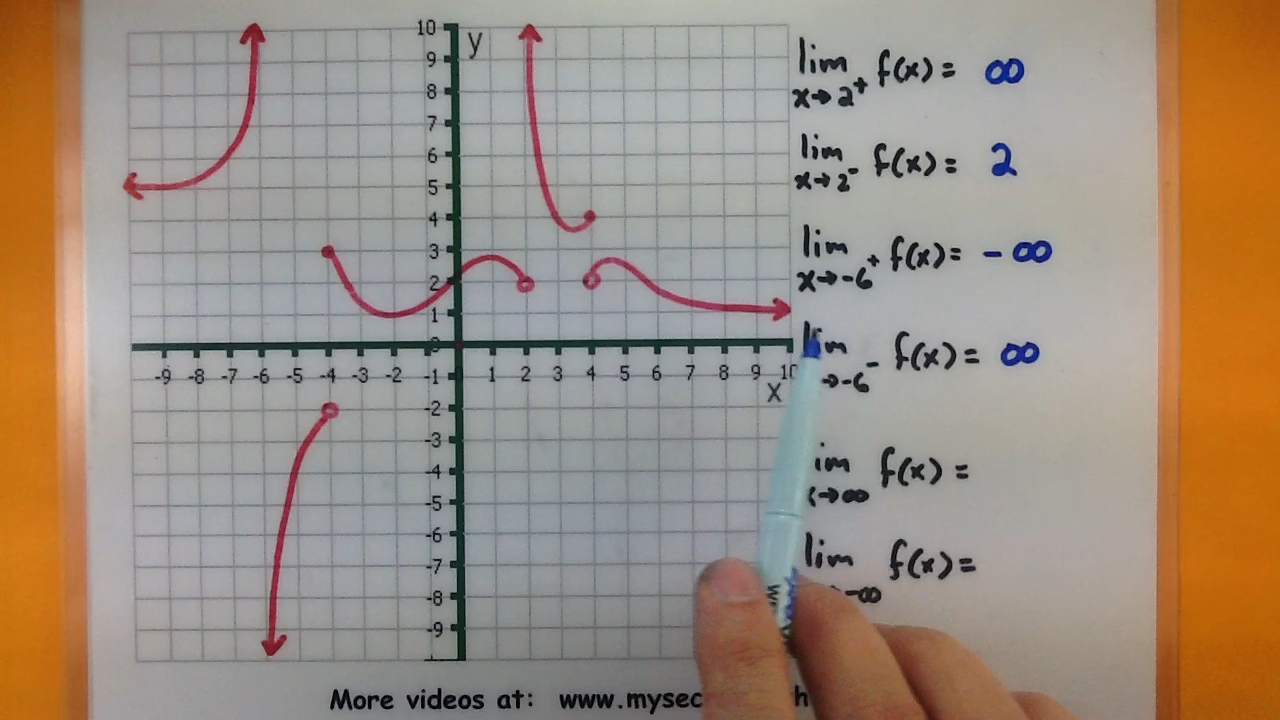 y
10
9
8
7
6
5
4
3
2
1
0
-9 -8 -7 -6 -5 -4 -3 -2 -1 1 2 3 4 5 6 7 8 9 10
x
-2
-3
-4
-5
-6
-7
-8
-9
lim f(x) = ∞
x→2⁺
lim f(x) = 2
x→2⁻
lim f(x) = -∞
x→-6⁺
lim f(x) = ∞
→-6⁻
im f(x) =
→∞
lim f(x) =
-∞
More videos at: www.mysec